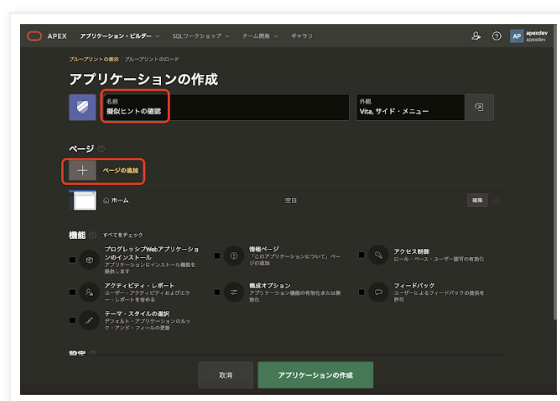 APEX アプリケーション・ビルダー SQLワークショップ チーム開発 ギャラリ AP apexdev
apexdev
ブループリントの表示 ブループリントのロード
アプリケーションの作成
名前
擬似ヒントの確認
外観
Vita, サイド・メニュー
ページ
ページの追加
ホーム 空白 編集
機能 すべてをチェック
プログレッシブWebアプリケーションのインストール
アプリケーションにインストール機能を提供します
情報ページ
「このアプリケーションについて」ページの追加
アクセス制御
ロール・ベース・ユーザー認可の有効化
アクティビティ・レポート
ユーザー・アクティビティおよびエラー・レポートを含める
構成オプション
アプリケーション機能の有効化または無効化
フィードバック
ユーザーによるフィードバックの提供を許可
テーマ・スタイルの選択
デフォルト・アプリケーションのルック・アンド・フィールの更新
設定
取消 アプリケーションの作成